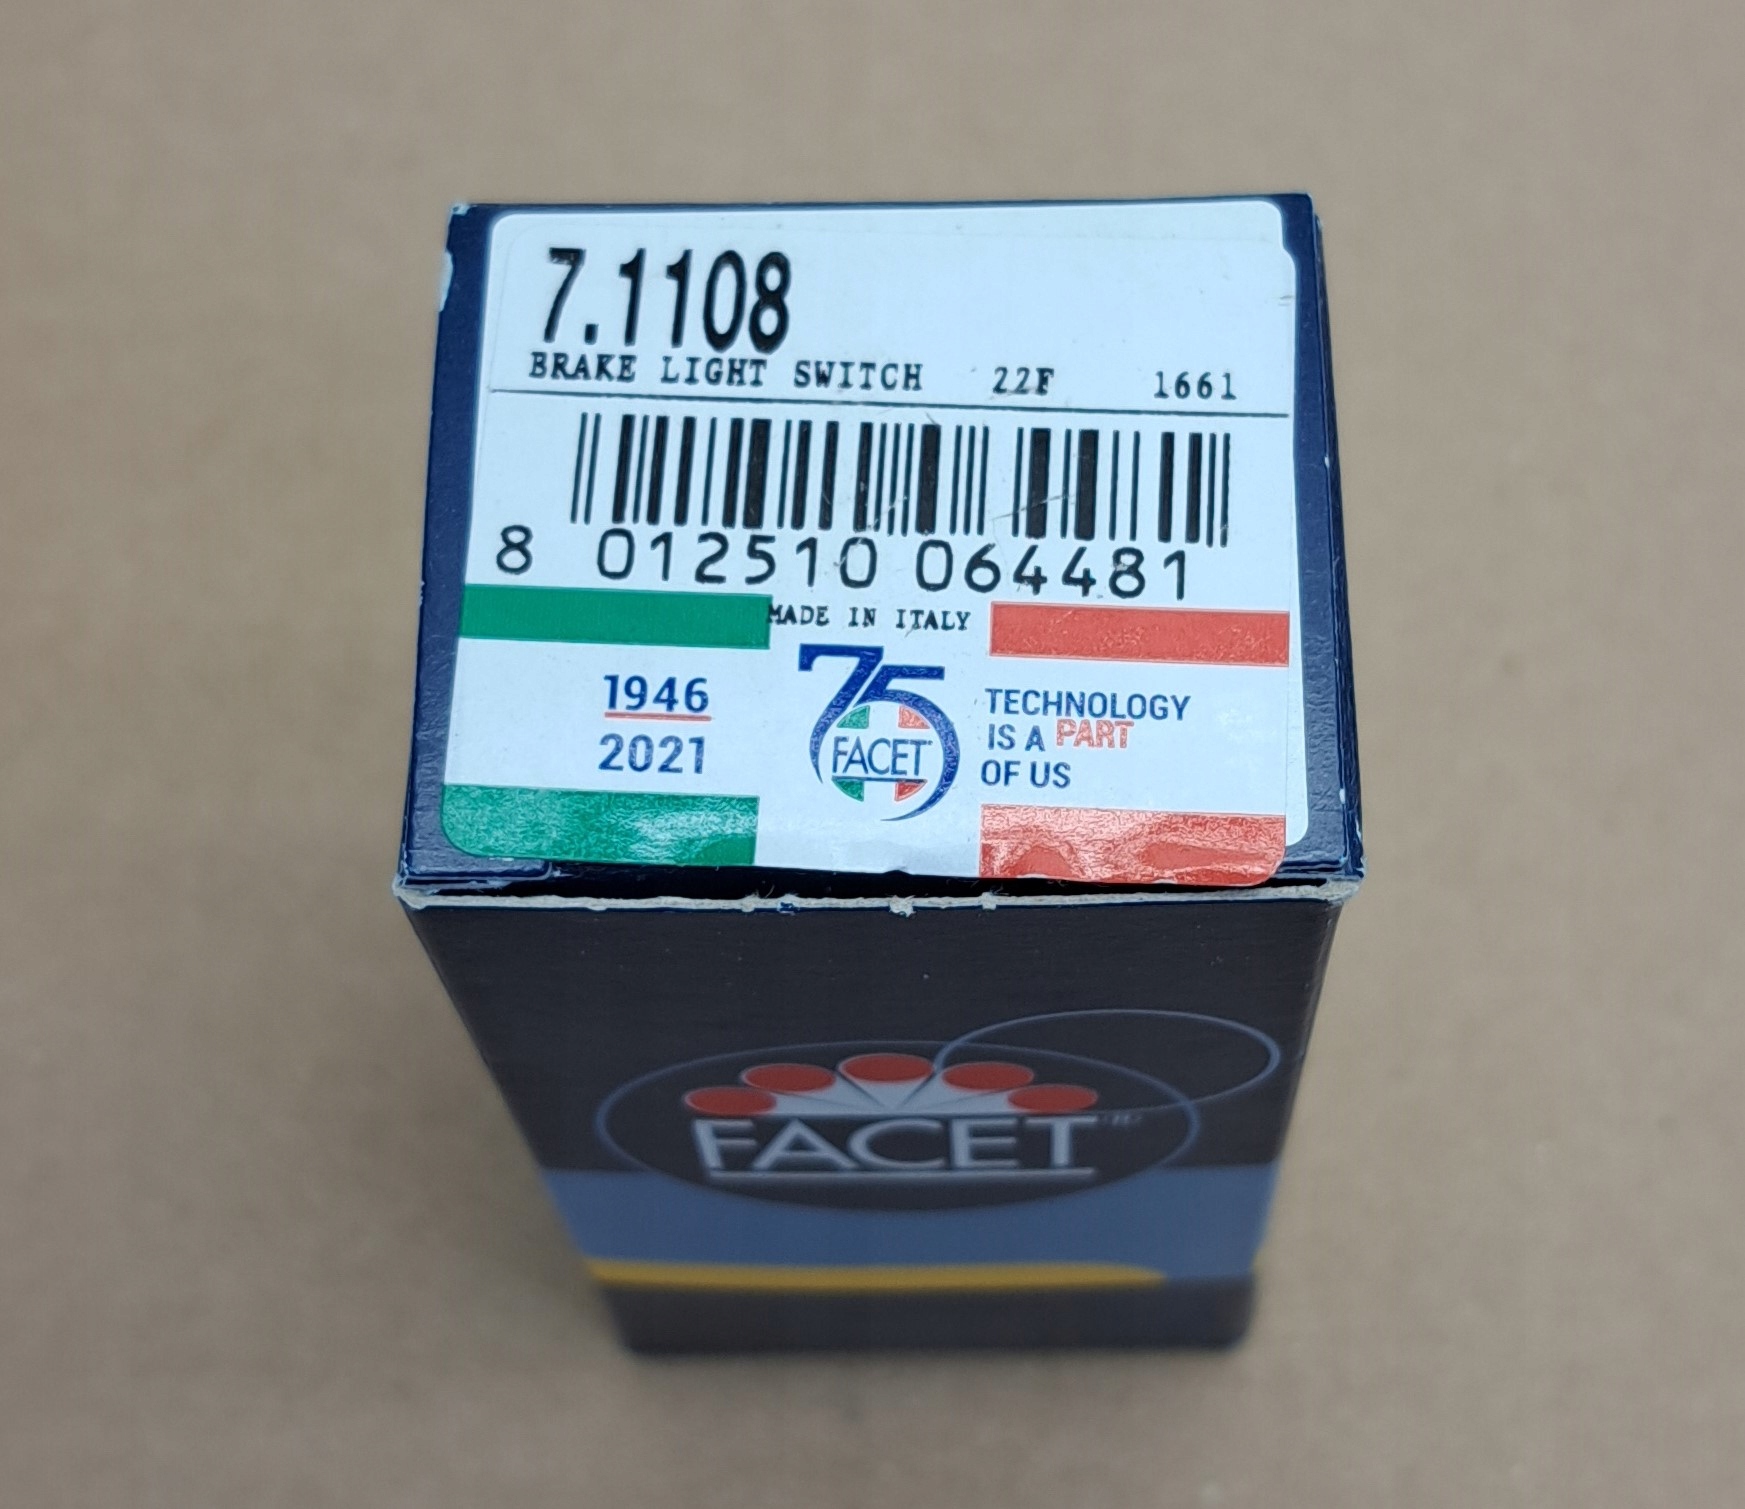 7.1108
BRAKE LIGHT SWITCH 22F 1661
8 012510 064481
MADE IN ITALY
1946
2021
75
FACET
TECHNOLOGY
IS A PART
OF US
FACET